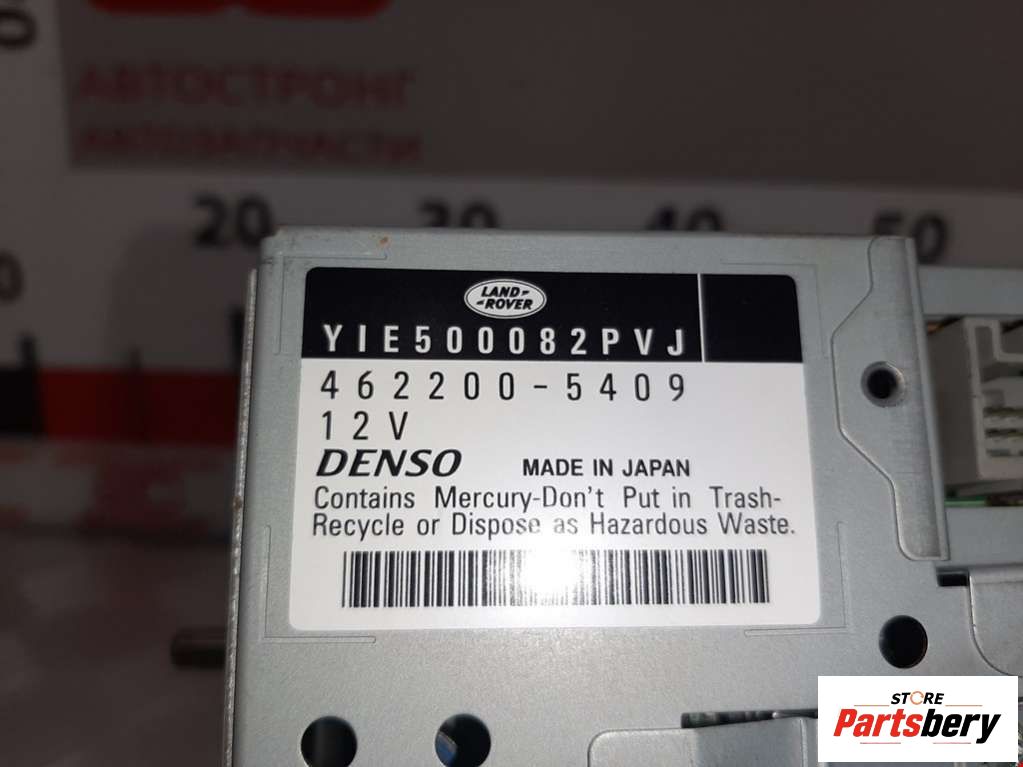 АВТОСТРОНГ
АВТОЗАПЧАСТИ
20 30 40 50
LAND-
-ROVER
YIE500082PVJ
462200-5409
12V
DENSO MADE IN JAPAN
Contains Mercury-Don't Put in Trash-
Recycle or Dispose as Hazardous Waste.
STORE
Partsbery